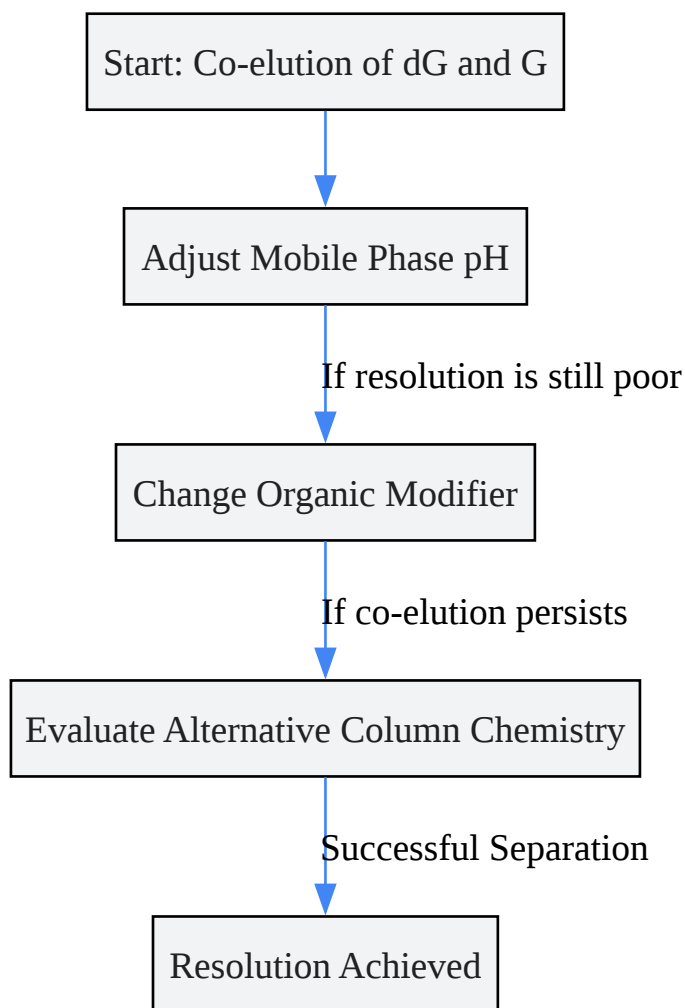 Start: Co-elution of dG and G
Adjust Mobile Phase pH
If resolution is still poor
Change Organic Modifier
If co-elution persists
Evaluate Alternative Column Chemistry
Successful Separation
Resolution Achieved